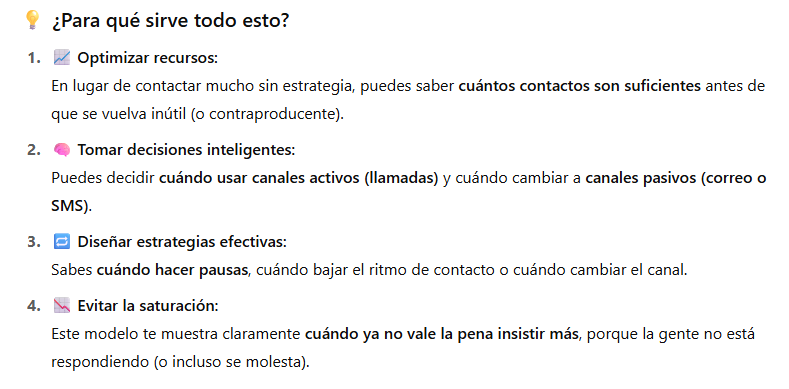 💡 ¿Para qué sirve todo esto?
1. 📈 Optimizar recursos:
En lugar de contactar mucho sin estrategia, puedes saber cuántos contactos son suficientes antes de
que se vuelva inútil (o contraproducente).
2. 🧠 Tomar decisiones inteligentes:
Puedes decidir cuándo usar canales activos (llamadas) y cuándo cambiar a canales pasivos (correo o
SMS).
3. 🔁 Diseñar estrategias efectivas:
Sabes cuándo hacer pausas, cuándo bajar el ritmo de contacto o cuándo cambiar el canal.
4. 📉 Evitar la saturación:
Este modelo te muestra claramente cuándo ya no vale la pena insistir más, porque la gente no está
respondiendo (o incluso se molesta).